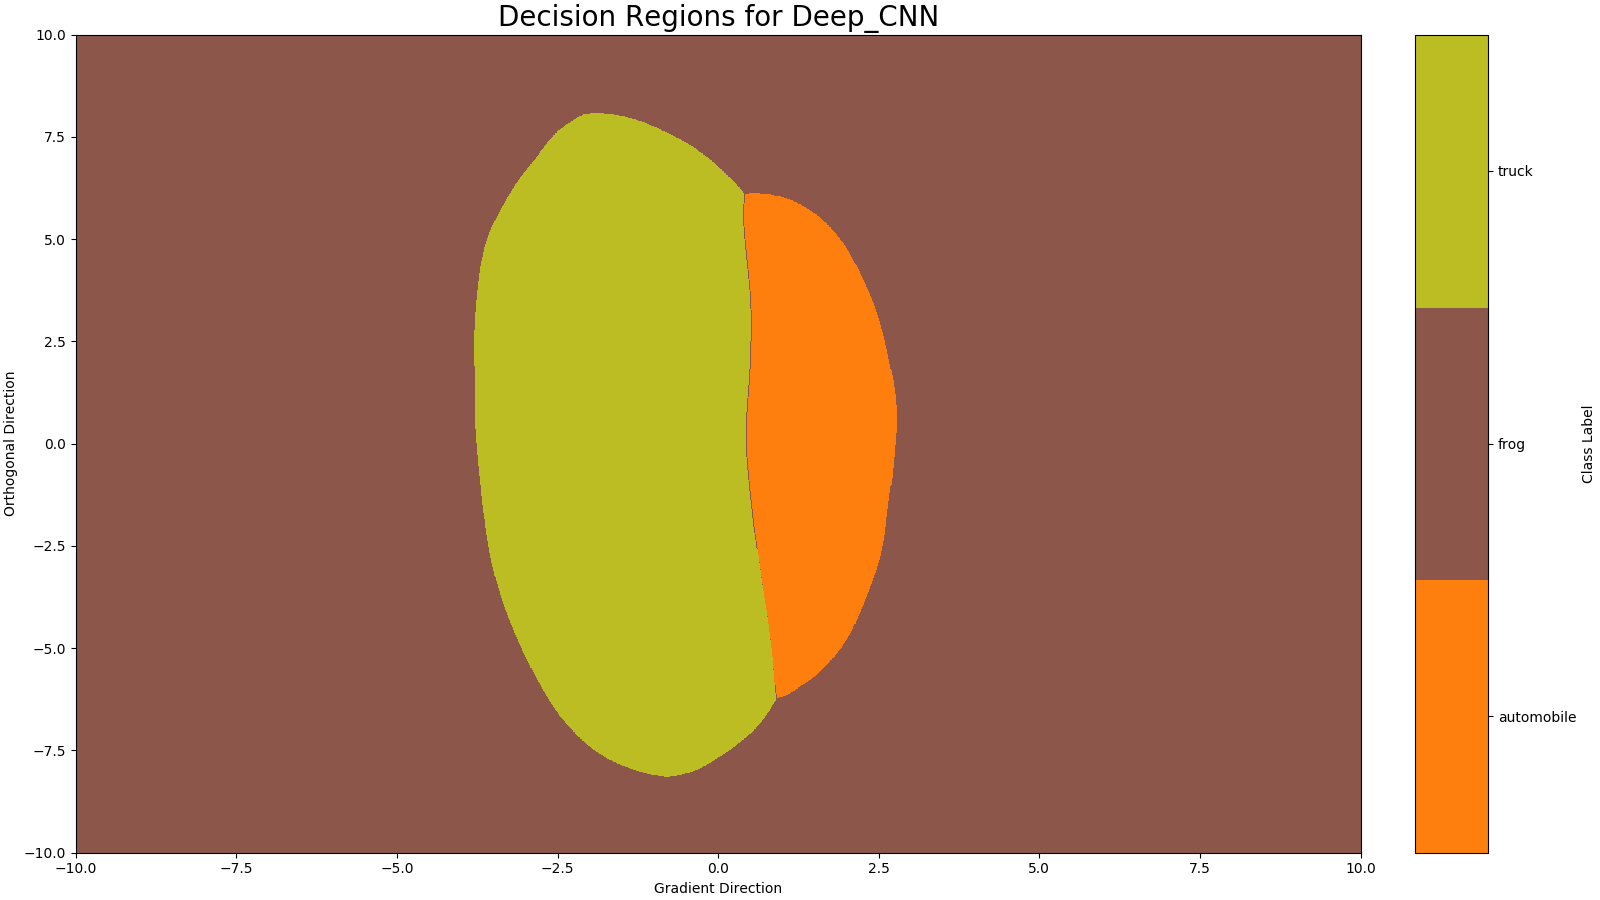 Decision Regions for Deep_CNN
10.0
7.5
5.0
2.5
0.0
−2.5
−5.0
−7.5
−10.0
Orthogonal Direction
−10.0
−7.5
−5.0
−2.5
0.0
2.5
5.0
7.5
10.0
Gradient Direction
truck
frog
automobile
Class Label